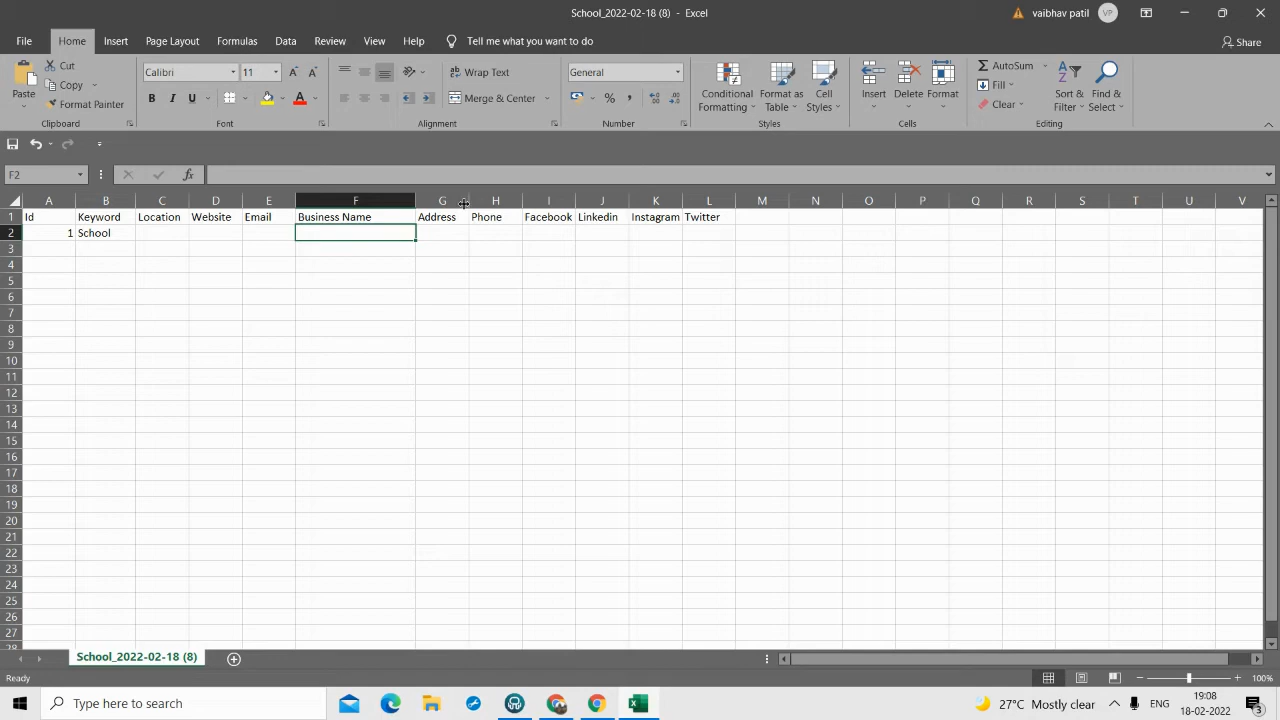 School_2022-02-18 (8) - Excel
vaibhav patil VP
File Home Insert Page Layout Formulas Data Review View Help Tell me what you want to do Share
Paste
Cut
Copy
Format Painter
Clipboard
Calibri 11
B I U
Font
Wrap Text
Merge & Center
Alignment
General
%
Number
Conditional Formatting
Format as Table
Cell Styles
Styles
Insert Delete Format
Cells
AutoSum
Fill
Clear
Sort & Filter
Find & Select
Editing
F2
fx
A B C D E F G H I J K L M N O P Q R S T U V
1 Id Keyword Location Website Email Business Name Address Phone Facebook Linkedin Instagram Twitter
2 1 School
3
4
5
6
7
8
9
10
11
12
13
14
15
16
17
18
19
20
21
22
23
24
25
26
27
28
School_2022-02-18 (8)
Ready
100%
Type here to search
27°C Mostly clear
ENG
19:08
18-02-2022
3